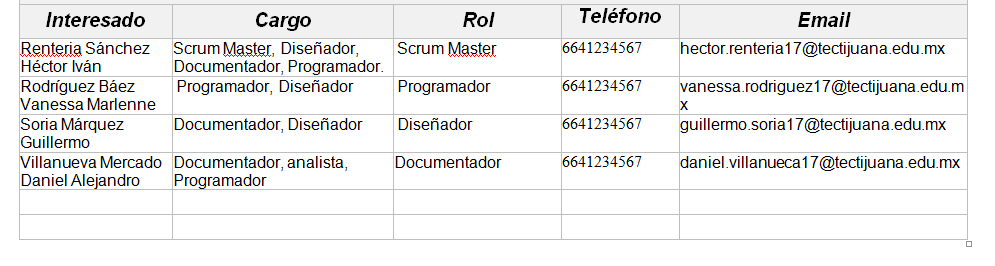 Interesado Cargo Rol Teléfono Email
Renteria Sánchez Scrum Master, Diseñador, Scrum Master 6641234567 hector.renteria17@tectijuana.edu.mx
Héctor Iván Documentador, Programador.
Rodríguez Báez Programador, Diseñador Programador 6641234567 vanessa.rodriguez17@tectijuana.edu.m
Vanessa Marlenne x
Soria Márquez Documentador, Diseñador Diseñador 6641234567 guillermo.soria17@tectijuana.edu.mx
Guillermo
Villanueva Mercado Documentador, analista, Documentador 6641234567 daniel.villanueca17@tectijuana.edu.mx
Daniel Alejandro Programador